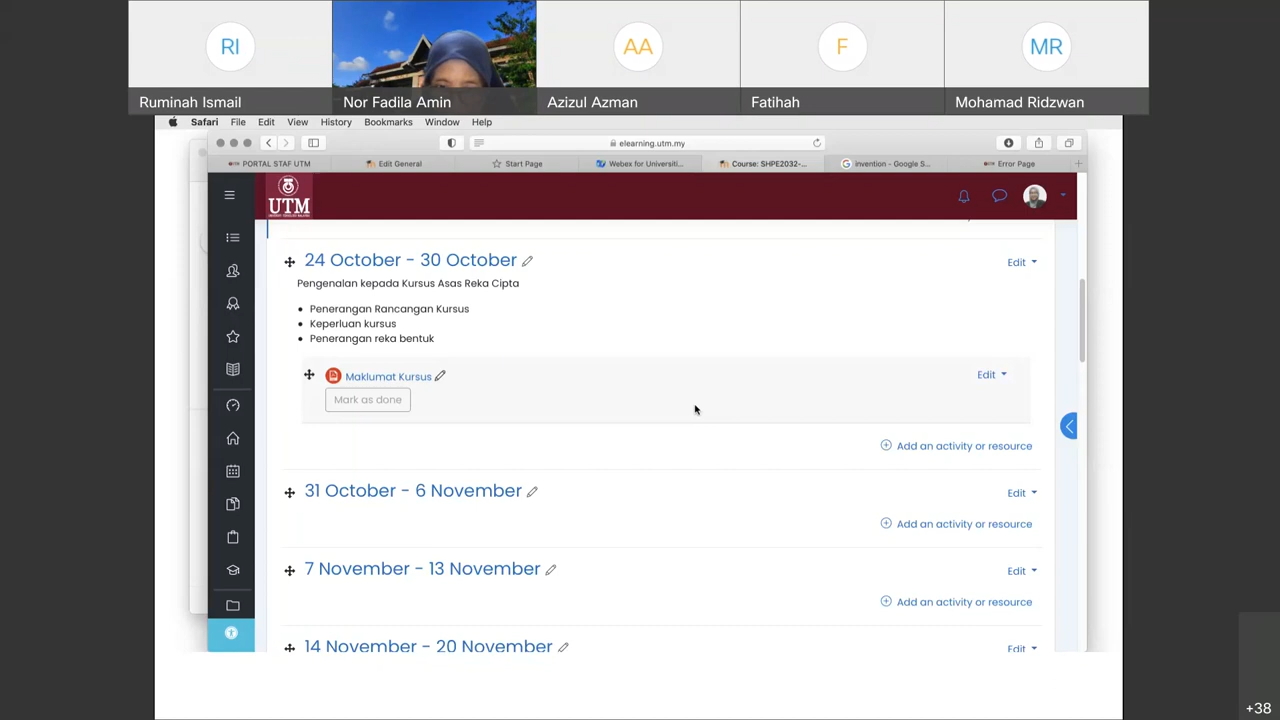 RI
AA
F
MR
Ruminah Ismail
Nor Fadila Amin
Azizul Azman
Fatihah
Mohamad Ridzwan
Safari File Edit View History Bookmarks Window Help
elearning.utm.my
PORTAL STAF UTM
Edit General
Start Page
Webex for Universiti...
Course: SHPE2032-...
invention - Google S...
Error Page
UTM
24 October - 30 October
Edit
Pengenalan kepada Kursus Asas Reka Cipta
Penerangan Rancangan Kursus
Keperluan kursus
Penerangan reka bentuk
Maklumat Kursus
Edit
Mark as done
Add an activity or resource
31 October - 6 November
Edit
Add an activity or resource
7 November - 13 November
Edit
Add an activity or resource
14 November - 20 November
Edit
+38